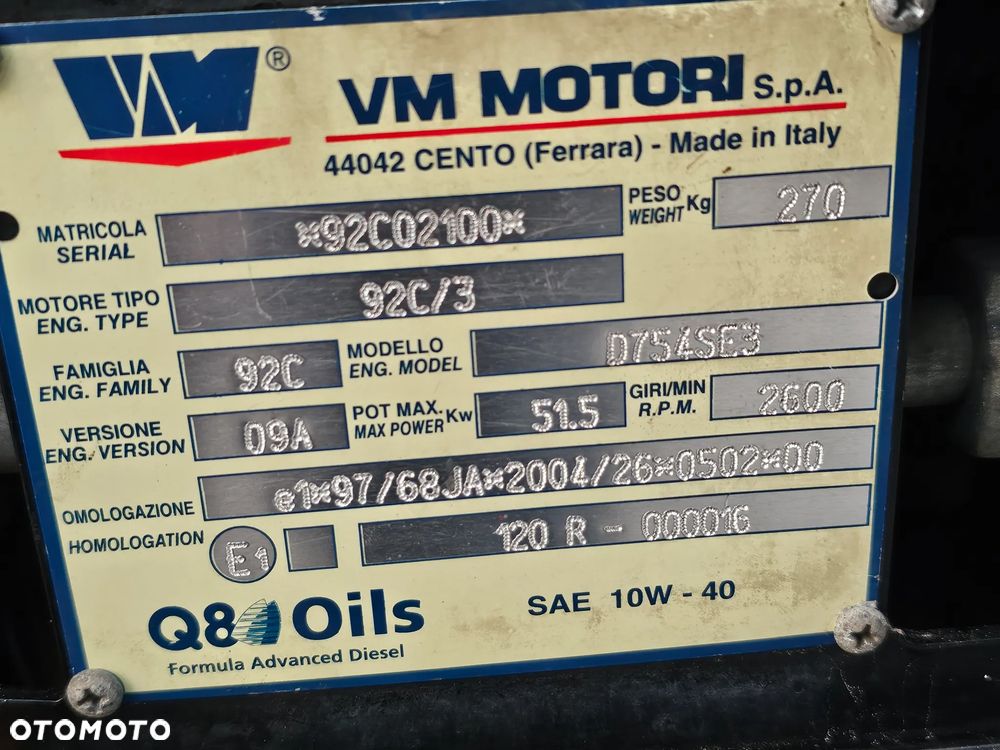 VM®
VM MOTORI S.p.A.
44042 CENTO (Ferrara) - Made in Italy
MATRICOLA
SERIAL
*92C02100*
PESO
WEIGHT Kg
270
MOTORE TIPO
ENG. TYPE
92C/3
FAMIGLIA
ENG. FAMILY
92C
MODELLO
ENG. MODEL
D754SE3
VERSIONE
ENG. VERSION
09A
POT MAX.
MAX POWER Kw
51.5
GIRI/MIN
R.P.M.
2600
OMOLOGAZIONE
HOMOLOGATION
e1*97/68JA*2004/26*0502*00
E1
120 R - 000016
Q8 Oils
Formula Advanced Diesel
SAE 10W - 40
OTOMOTO